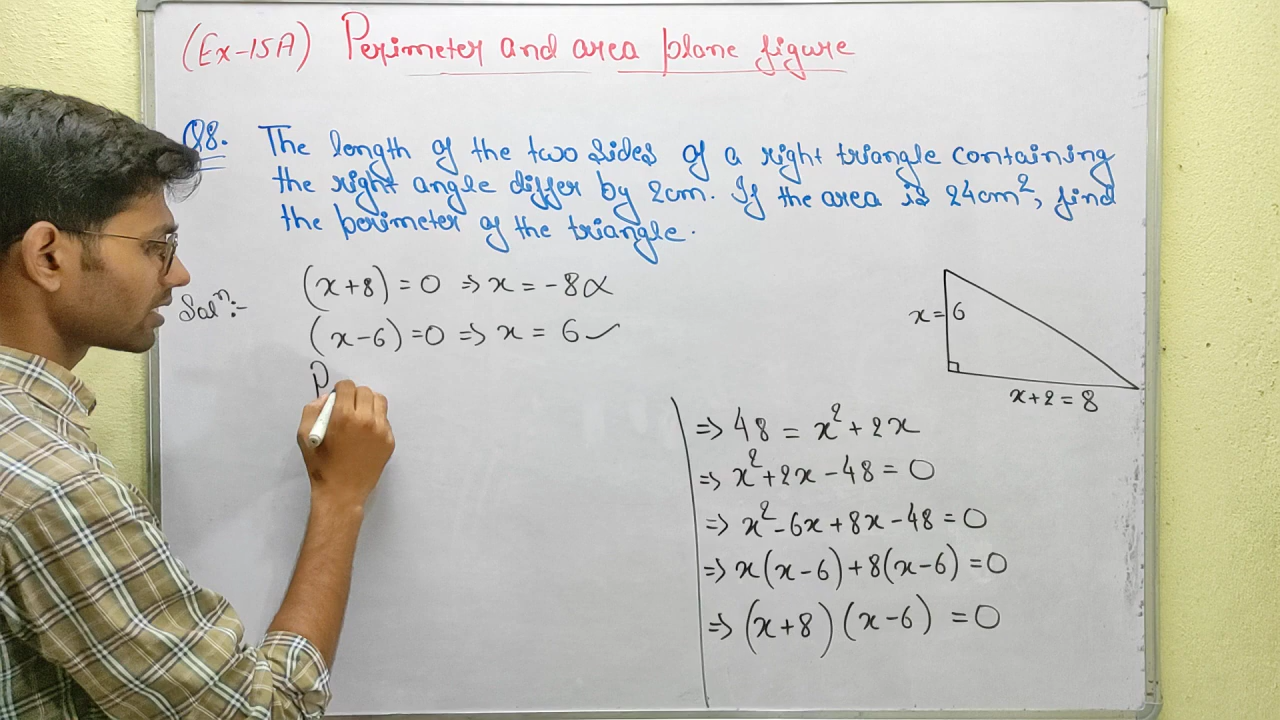 (Ex-15A) Perimeter and area plane figure
Q8. The length of the two sides of a right triangle containing
the right angle differ by 2cm. If the area is 24cm², find
the perimeter of the triangle.
Solⁿ:-
(x+8) = 0 ⇒ x = -8 ×
(x-6) = 0 ⇒ x = 6 ✓
P
x = 6
x+2 = 8
⇒ 48 = x² + 2x
⇒ x² + 2x - 48 = 0
⇒ x² - 6x + 8x - 48 = 0
⇒ x(x-6) + 8(x-6) = 0
⇒ (x+8)(x-6) = 0